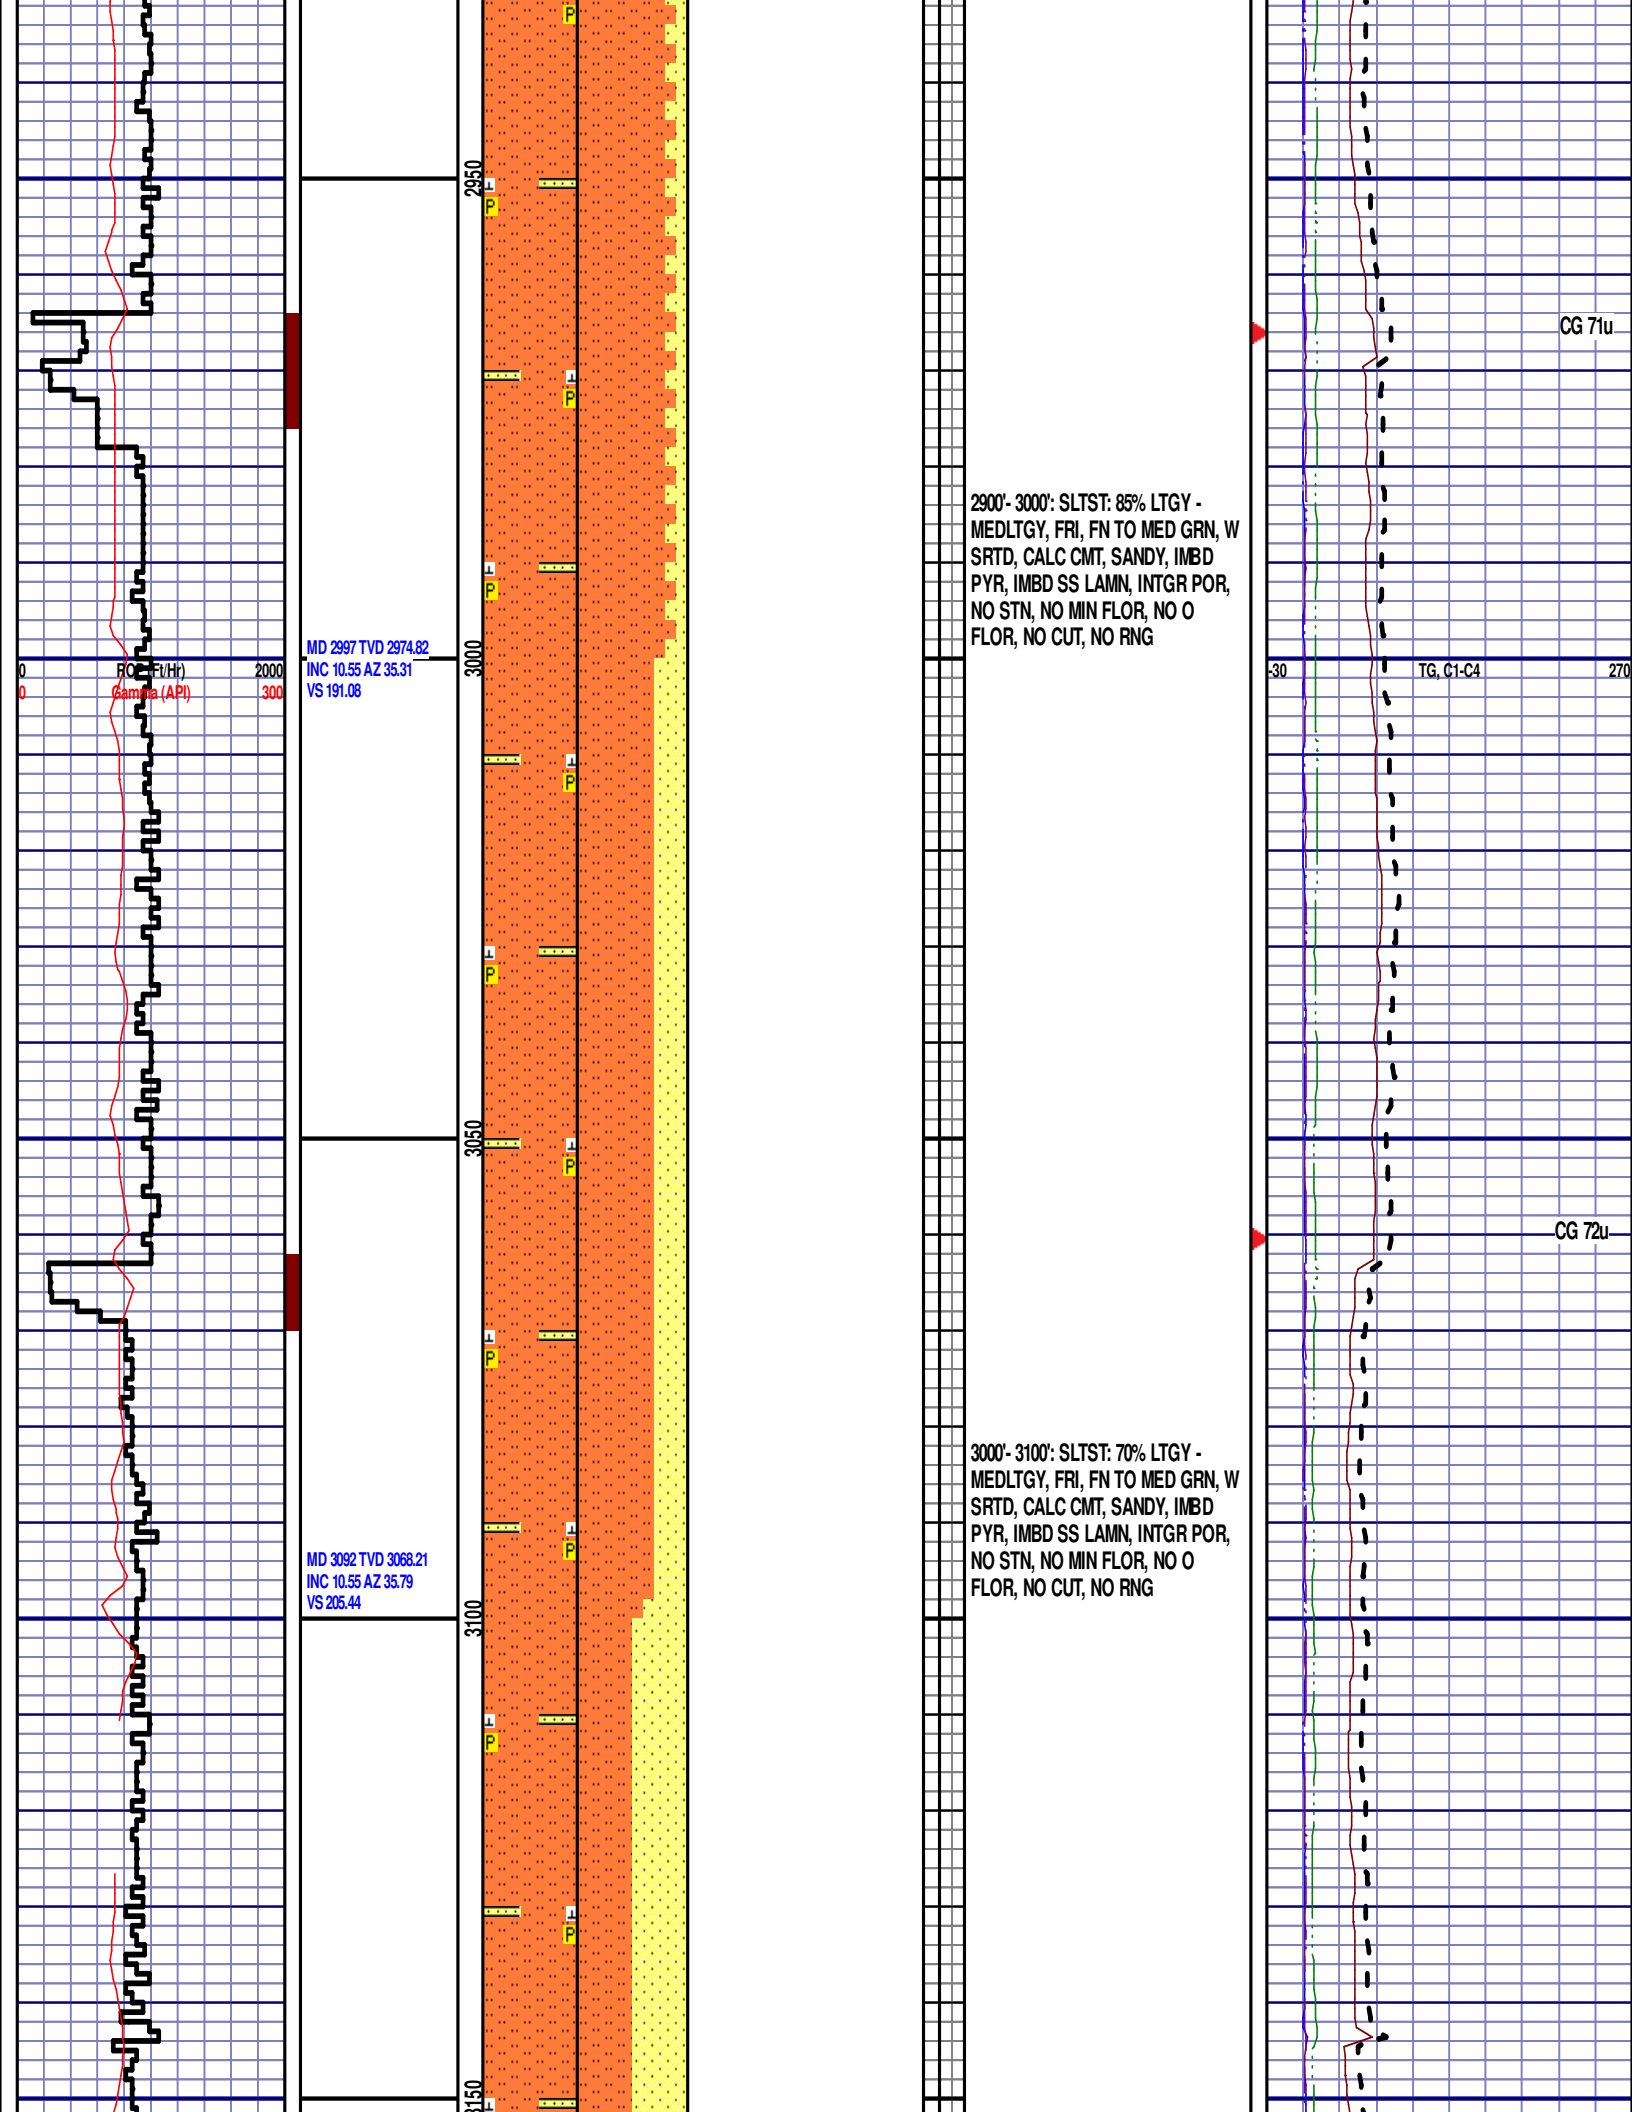 P
2950
P
CG 71u
P
2900'- 3000': SLTST: 85% LTGY -
MEDLTGY, FRI, FN TO MED GRN, W
SRTD, CALC CMT, SANDY, IMBD
PYR, IMBD SS LAMN, INTGR POR,
NO STN, NO MIN FLOR, NO O
FLOR, NO CUT, NO RNG
P
MD 2997 TVD 2974.82
INC 10.55 AZ 35.31
VS 191.08
3000
0 Ft/Hr) 2000
0 Gamma (API) 300
-30 TG, C1-C4 270
P
P
3050
P
CG 72u
P
3000'- 3100': SLTST: 70% LTGY -
MEDLTGY, FRI, FN TO MED GRN, W
SRTD, CALC CMT, SANDY, IMBD
PYR, IMBD SS LAMN, INTGR POR,
NO STN, NO MIN FLOR, NO O
FLOR, NO CUT, NO RNG
P
MD 3092 TVD 3068.21
INC 10.55 AZ 35.79
VS 205.44
3100
P
P